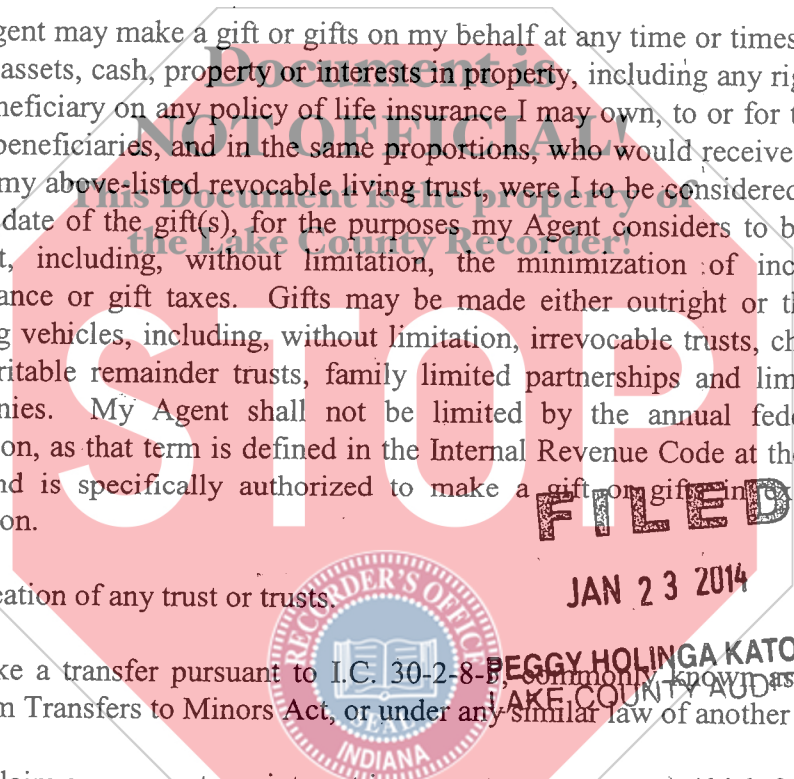 gent may make a gift or gifts on my behalf at any time or times
assets, cash, property or interests in property, including any rig
Document is
neficiary on any policy of life insurance I may own, to or for t
NOT OFFICIAL!
beneficiaries, and in the same proportions, who would receive
my above-listed revocable living trust, were I to be considered
This Document is the property of
date of the gift(s), for the purposes my Agent considers to b
the Lake County Recorder!
t, including, without limitation, the minimization of inc
ance or gift taxes. Gifts may be made either outright or th
g vehicles, including, without limitation, irrevocable trusts, ch
ritable remainder trusts, family limited partnerships and lim
nies. My Agent shall not be limited by the annual fede
on, as that term is defined in the Internal Revenue Code at the
STOP
nd is specifically authorized to make a gift or gifts in ex
on.
FILED
JAN 23 2014
eation of any trust or trusts.
RECORDER'S OFFICE
SEAL
INDIANA
PEGGY HOLINGA KATO
LAKE COUNTY AUDIT
ke a transfer pursuant to I.C. 30-2-8-5, commonly known as
m Transfers to Minors Act, or under any similar law of another